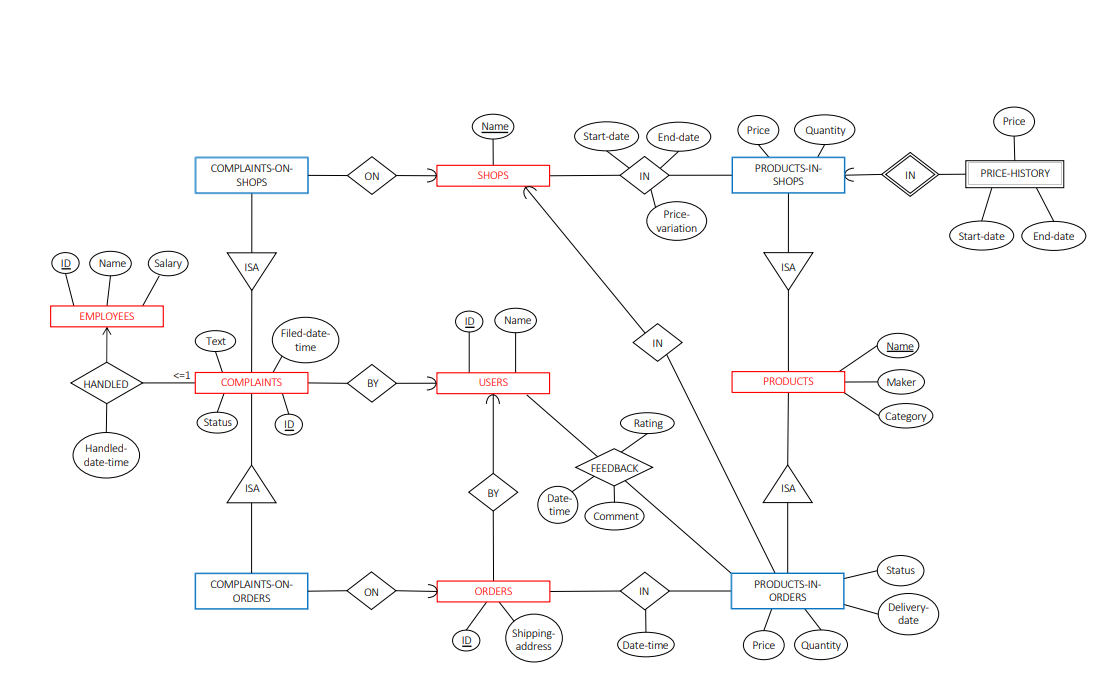 Name
Start-date
End-date
Price
Quantity
Price
COMPLAINTS-ON-
SHOPS
ON
SHOPS
IN
PRODUCTS-IN-
SHOPS
IN
PRICE-HISTORY
Price-
variation
Start-date
End-date
ID
Name
Salary
ISA
ISA
EMPLOYEES
Text
Filed-date-
time
ID
Name
IN
Name
HANDLED
<=1
COMPLAINTS
BY
USERS
PRODUCTS
Maker
Status
ID
Category
Rating
Handled-
date-time
FEEDBACK
ISA
BY
Date-
time
Comment
ISA
COMPLAINTS-ON-
ORDERS
ON
ORDERS
IN
PRODUCTS-IN-
ORDERS
Status
Delivery-
date
ID
Shipping-
address
Date-time
Price
Quantity